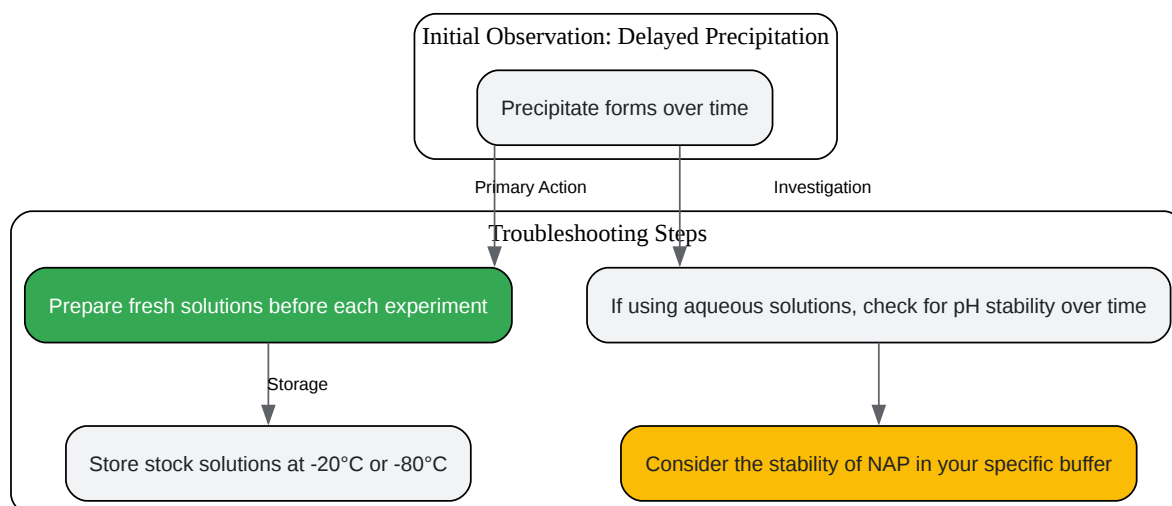 Initial Observation: Delayed Precipitation
Precipitate forms over time
Primary Action
Investigation
Troubleshooting Steps
Prepare fresh solutions before each experiment
If using aqueous solutions, check for pH stability over time
Storage
Store stock solutions at -20°C or -80°C
Consider the stability of NAP in your specific buffer